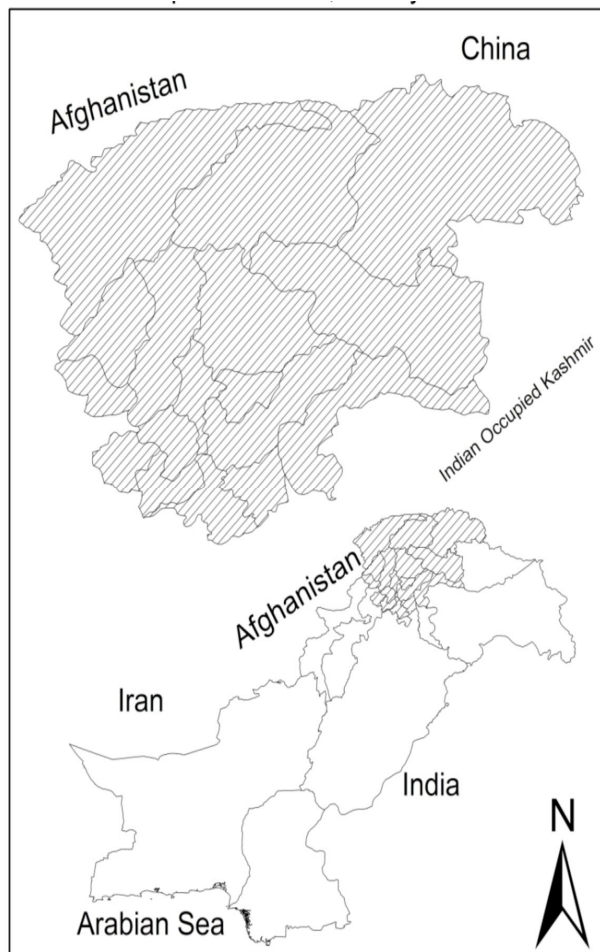 China
Afghanistan
Indian Occupied Kashmir
Afghanistan
Iran
India
N
Arabian Sea